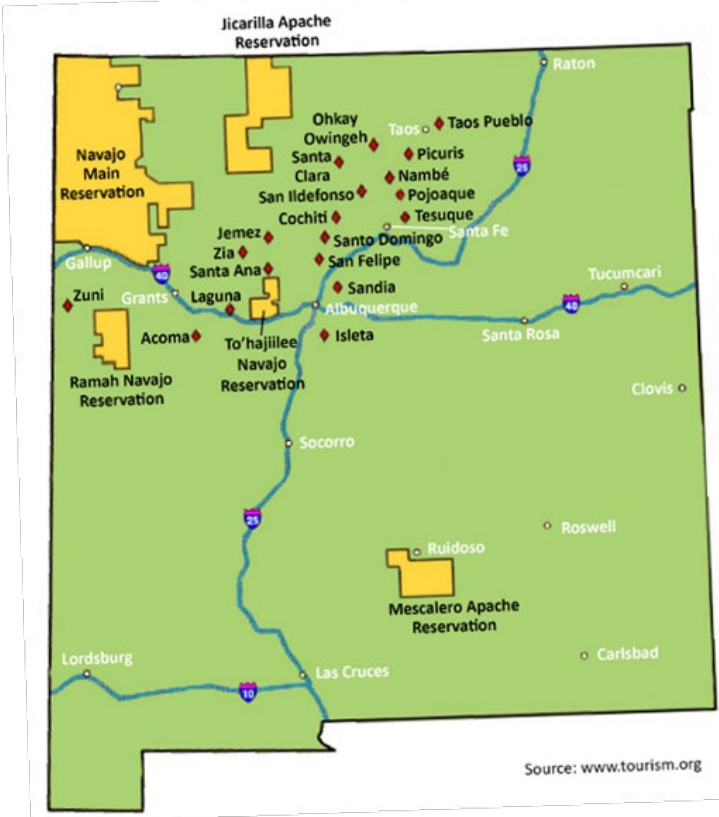 Jicarilla Apache
Reservation
Raton
Ohkay
Owingeh
Taos
Taos Pueblo
Navajo
Main
Reservation
Santa
Clara
Picuris
Nambé
San Ildefonso
Pojoaque
25
Cochiti
Tesuque
Jemez
Santo Domingo
Santa Fe
Zia
San Felipe
Gallup
40
Santa Ana
Sandia
Tucumcari
Zuni
Grants
Laguna
Albuquerque
40
Acoma
To'hajiilee
Navajo
Reservation
Isleta
Santa Rosa
Ramah Navajo
Reservation
Clovis
Socorro
25
Roswell
Ruidoso
Mescalero Apache
Reservation
Lordsburg
Carlsbad
Las Cruces
10
Source: www.tourism.org